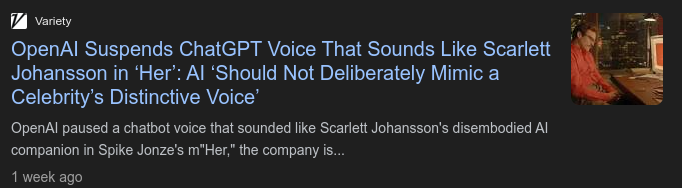 Variety
OpenAI Suspends ChatGPT Voice That Sounds Like Scarlett
Johansson in ‘Her’: AI ‘Should Not Deliberately Mimic a
Celebrity’s Distinctive Voice’
OpenAI paused a chatbot voice that sounded like Scarlett Johansson's disembodied AI
companion in Spike Jonze's m"Her," the company is...
1 week ago